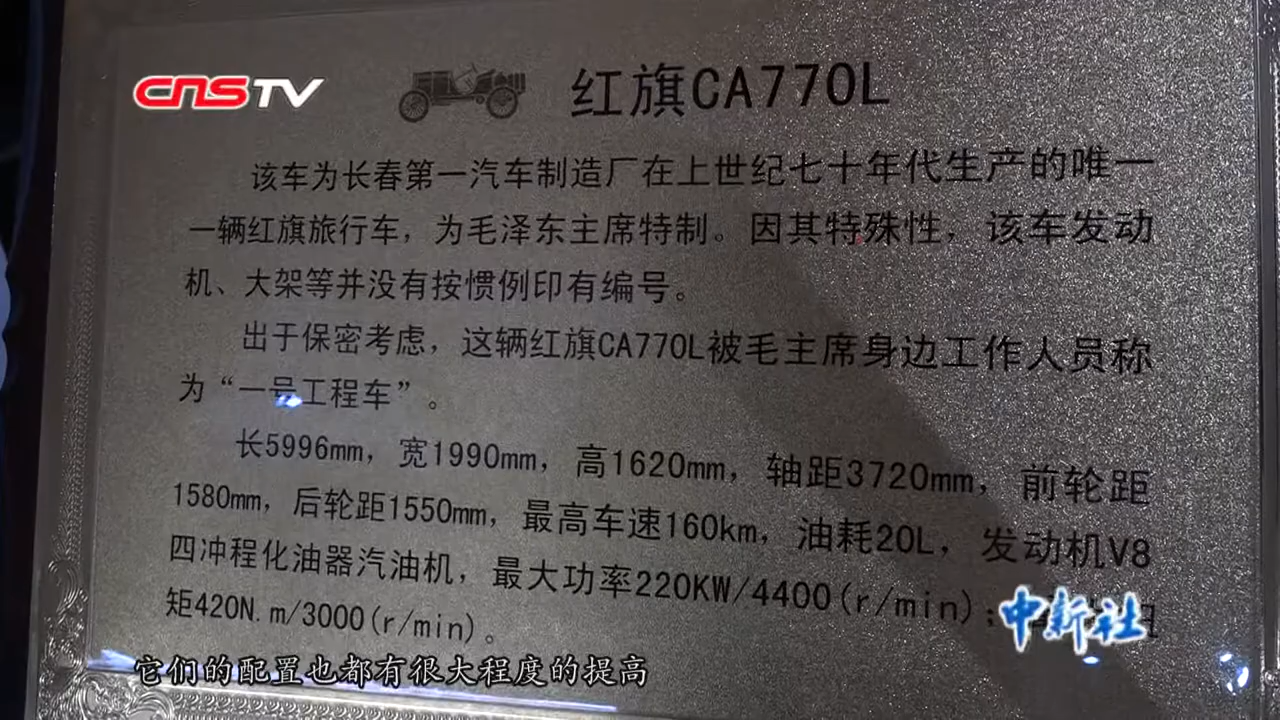 CNSTV
红旗CA770L
该车为长春第一汽车制造厂在上世纪七十年代生产的唯一
一辆红旗旅行车，为毛泽东主席特制。因其特殊性，该车发动
机、大架等并没有按惯例印有编号。
出于保密考虑，这辆红旗CA770L被毛主席身边工作人员称
为“一号工程车”。
长5996mm，宽1990mm，高1620mm，轴距3720mm，前轮距
1580mm，后轮距1550mm，最高车速160km，油耗20L，发动机V8
四冲程化油器汽油机，最大功率220KW/4400(r/min)；
矩420N.m/3000(r/min)。
中新社
它们的配置也都有很大程度的提高